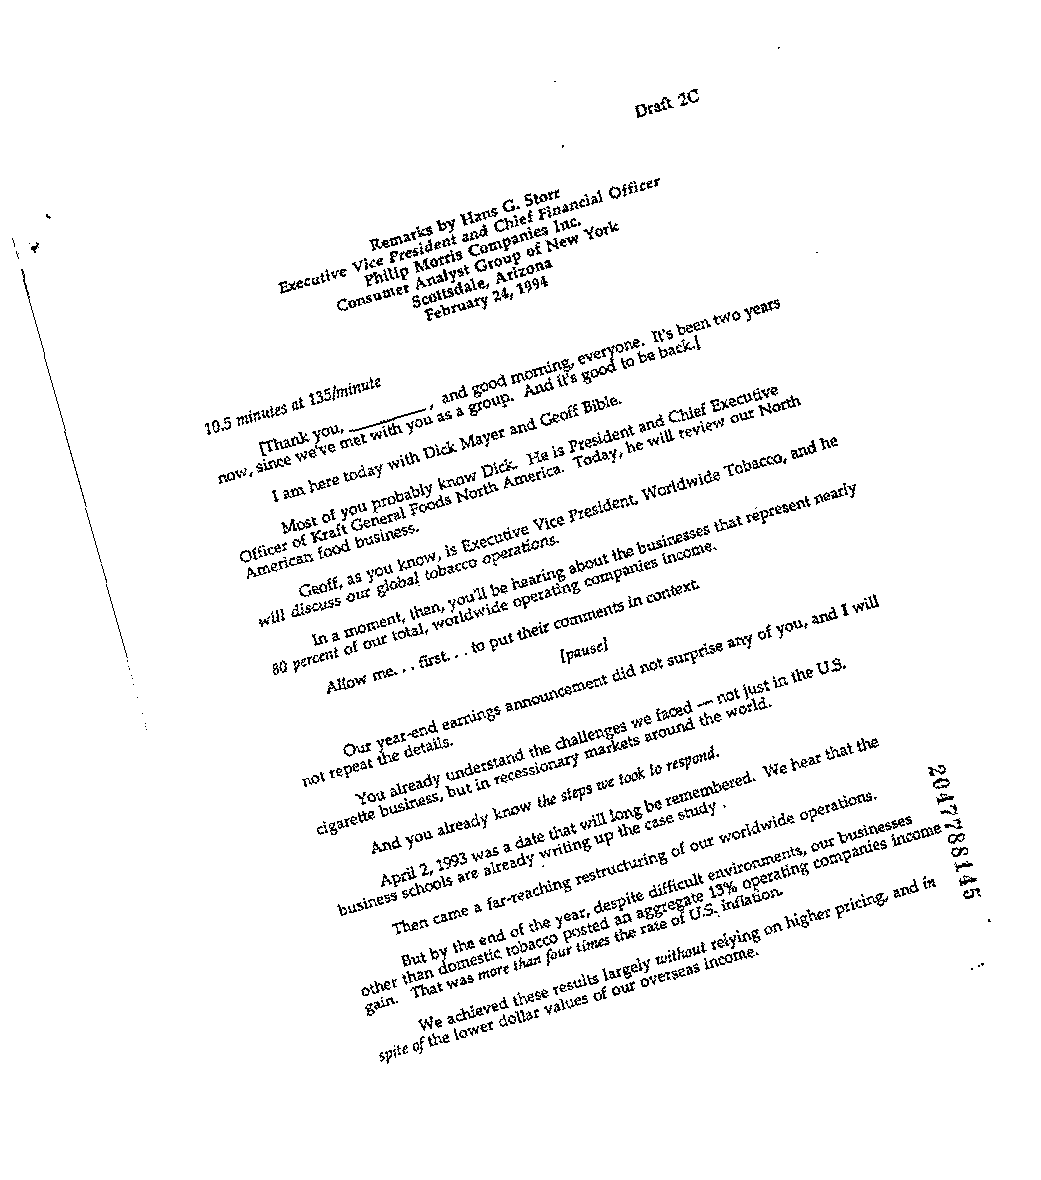 Draft 2C
Remarks by Hans G. Storr
Executive Vice President and Chief Financial Officer
Philip Morris Companies Inc.
Consumer Analyst Group of New York
Scottsdale, Arizona
February 24, 1994
10.5 minutes at 135/minute
[Thank you, __________ , and good morning, everyone. It's been two years
now, since we've met with you as a group. And it's good to be back.[
I am here today with Dick Mayer and Geoff Bible.
Most of you probably know Dick. He is President and Chief Executive
Officer of Kraft General Foods North America. Today, he will review our North
American food business.
Geoff, as you know, is Executive Vice President, Worldwide Tobacco, and he
will discuss our global tobacco operations.
In a moment, then, you'll be hearing about the businesses that represent nearly
80 percent of our total, worldwide operating companies income.
Allow me. . . first. . . to put their comments in context.
[pause]
Our year-end earnings announcement did not surprise any of you, and I will
not repeat the details.
You already understand the challenges we faced — not just in the U.S.
cigarette business, but in recessionary markets around the world.
And you already know the steps we took to respond.
April 2, 1993 was a date that will long be remembered. We hear that the
business schools are already writing up the case study .
Then came a far-reaching restructuring of our worldwide operations.
But by the end of the year, despite difficult environments, our businesses
other than domestic tobacco posted an aggregate 13% operating companies income
gain. That was more than four times the rate of U.S. inflation.
We achieved these results largely without relying on higher pricing, and in
spite of the lower dollar values of our overseas income.
2047788145